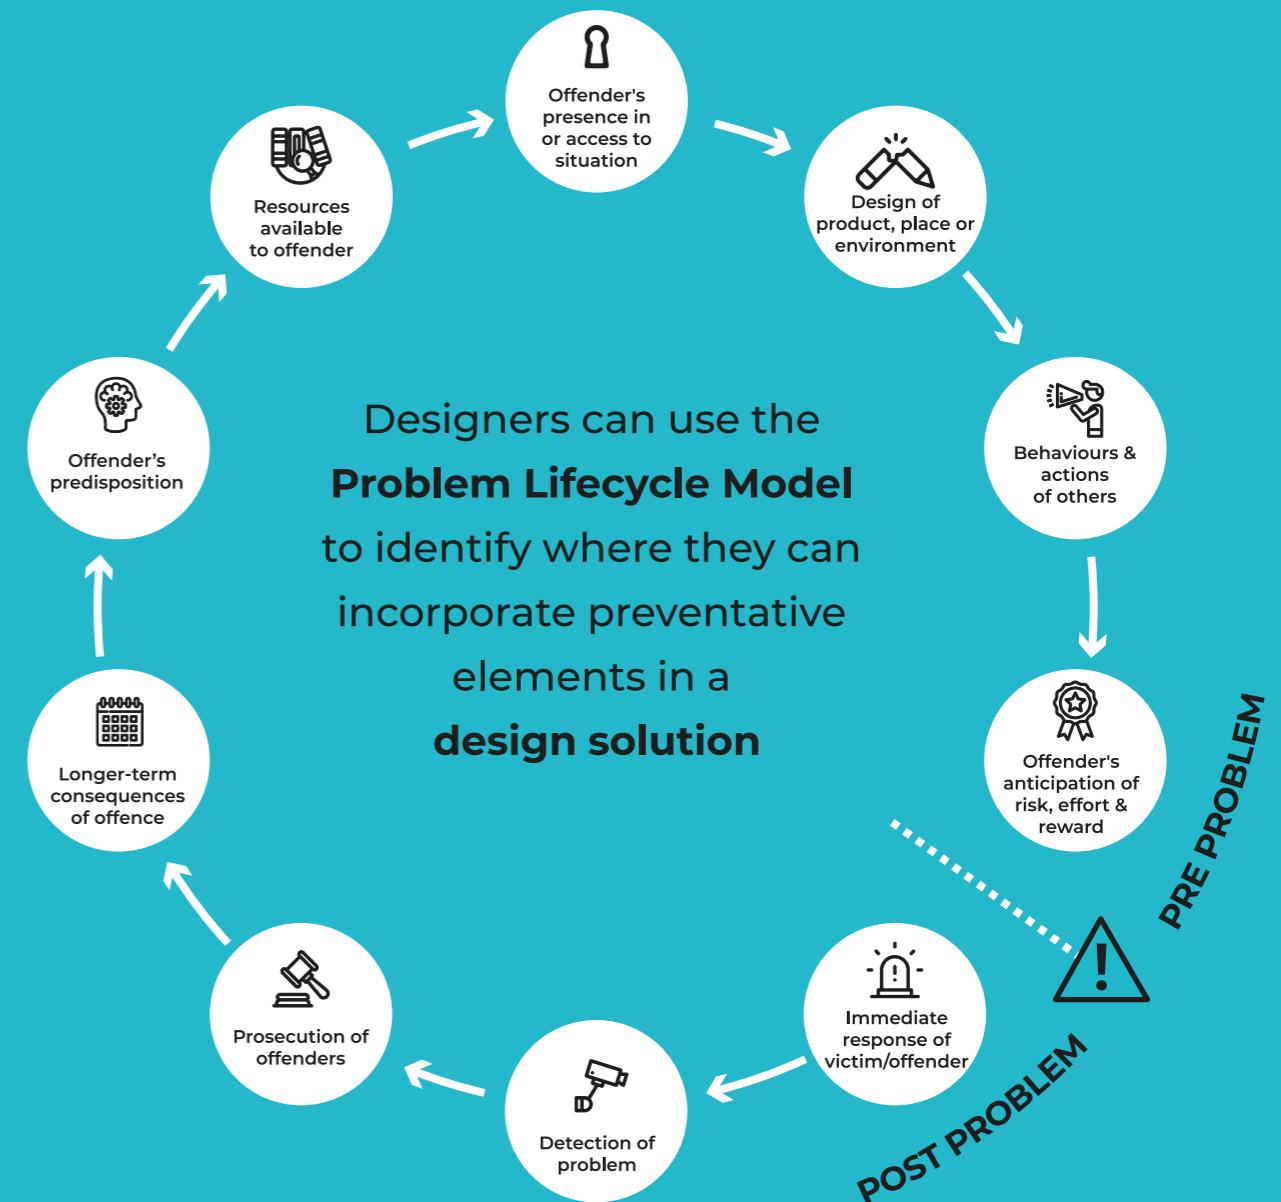 Offender's
presence in
or access to
situation
Design of
product, place or
environment
Behaviours &
actions
of others
Offender's
anticipation of
risk, effort &
reward
PRE PROBLEM
!
POST PROBLEM
Immediate
response of
victim/offender
Detection of
problem
Prosecution of
offenders
Longer-term
consequences
of offence
Offender’s
predisposition
Resources
available
to offender
Designers can use the
Problem Lifecycle Model
to identify where they can
incorporate preventative
elements in a
design solution